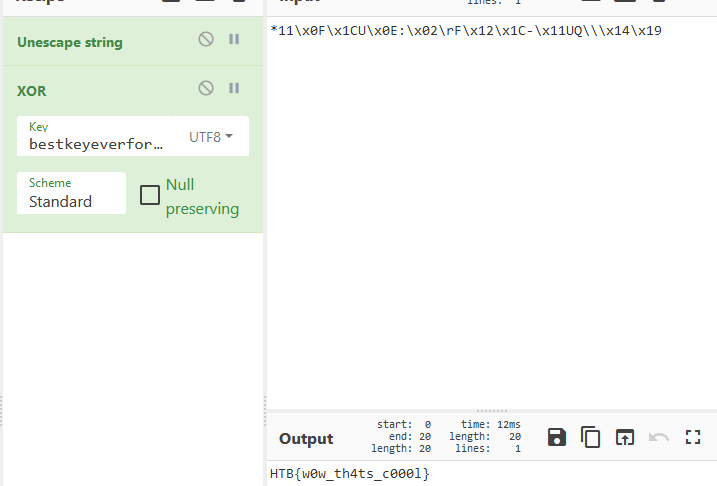 lines: 1
*11\x0F\x1CU\x0E:\x02\rF\x12\x1C-\x11UQ\\\x14\x19
Unescape string
XOR
Key
bestkeyeverfor…
UTF8
Scheme
Standard
Null preserving
Output
start: 0
end: 20
length: 20
time: 12ms
length: 20
lines: 1
HTB{w0w_th4ts_c000l}